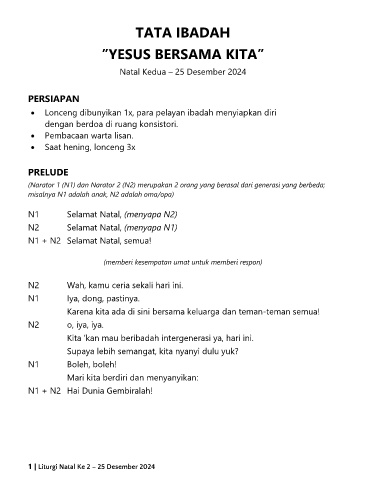 TATA IBADAH
"YESUS BERSAMA KITA"
Natal Kedua – 25 Desember 2024
PERSIAPAN
• Lonceng dibunyikan 1x, para pelayan ibadah menyiapkan diri
dengan berdoa di ruang konsistori.
• Pembacaan warta lisan.
• Saat hening, lonceng 3x
PRELUDE
(Narator 1 (N1) dan Narator 2 (N2) merupakan 2 orang yang berasal dari generasi yang berbeda;
misalnya N1 adalah anak, N2 adalah oma/opa)
N1 Selamat Natal, (menyapa N2)
N2 Selamat Natal, (menyapa N1)
N1 + N2 Selamat Natal, semua!
(memberi kesempatan umat untuk memberi respon)
N2 Wah, kamu ceria sekali hari ini.
N1 Iya, dong, pastinya.
Karena kita ada di sini bersama keluarga dan teman-teman semua!
N2 o, iya, iya.
Kita 'kan mau beribadah intergenerasi ya, hari ini.
Supaya lebih semangat, kita nyanyi dulu yuk?
N1 Boleh, boleh!
Mari kita berdiri dan menyanyikan:
N1 + N2 Hai Dunia Gembiralah!
1 | Liturgi Natal Ke 2 – 25 Desember 2024